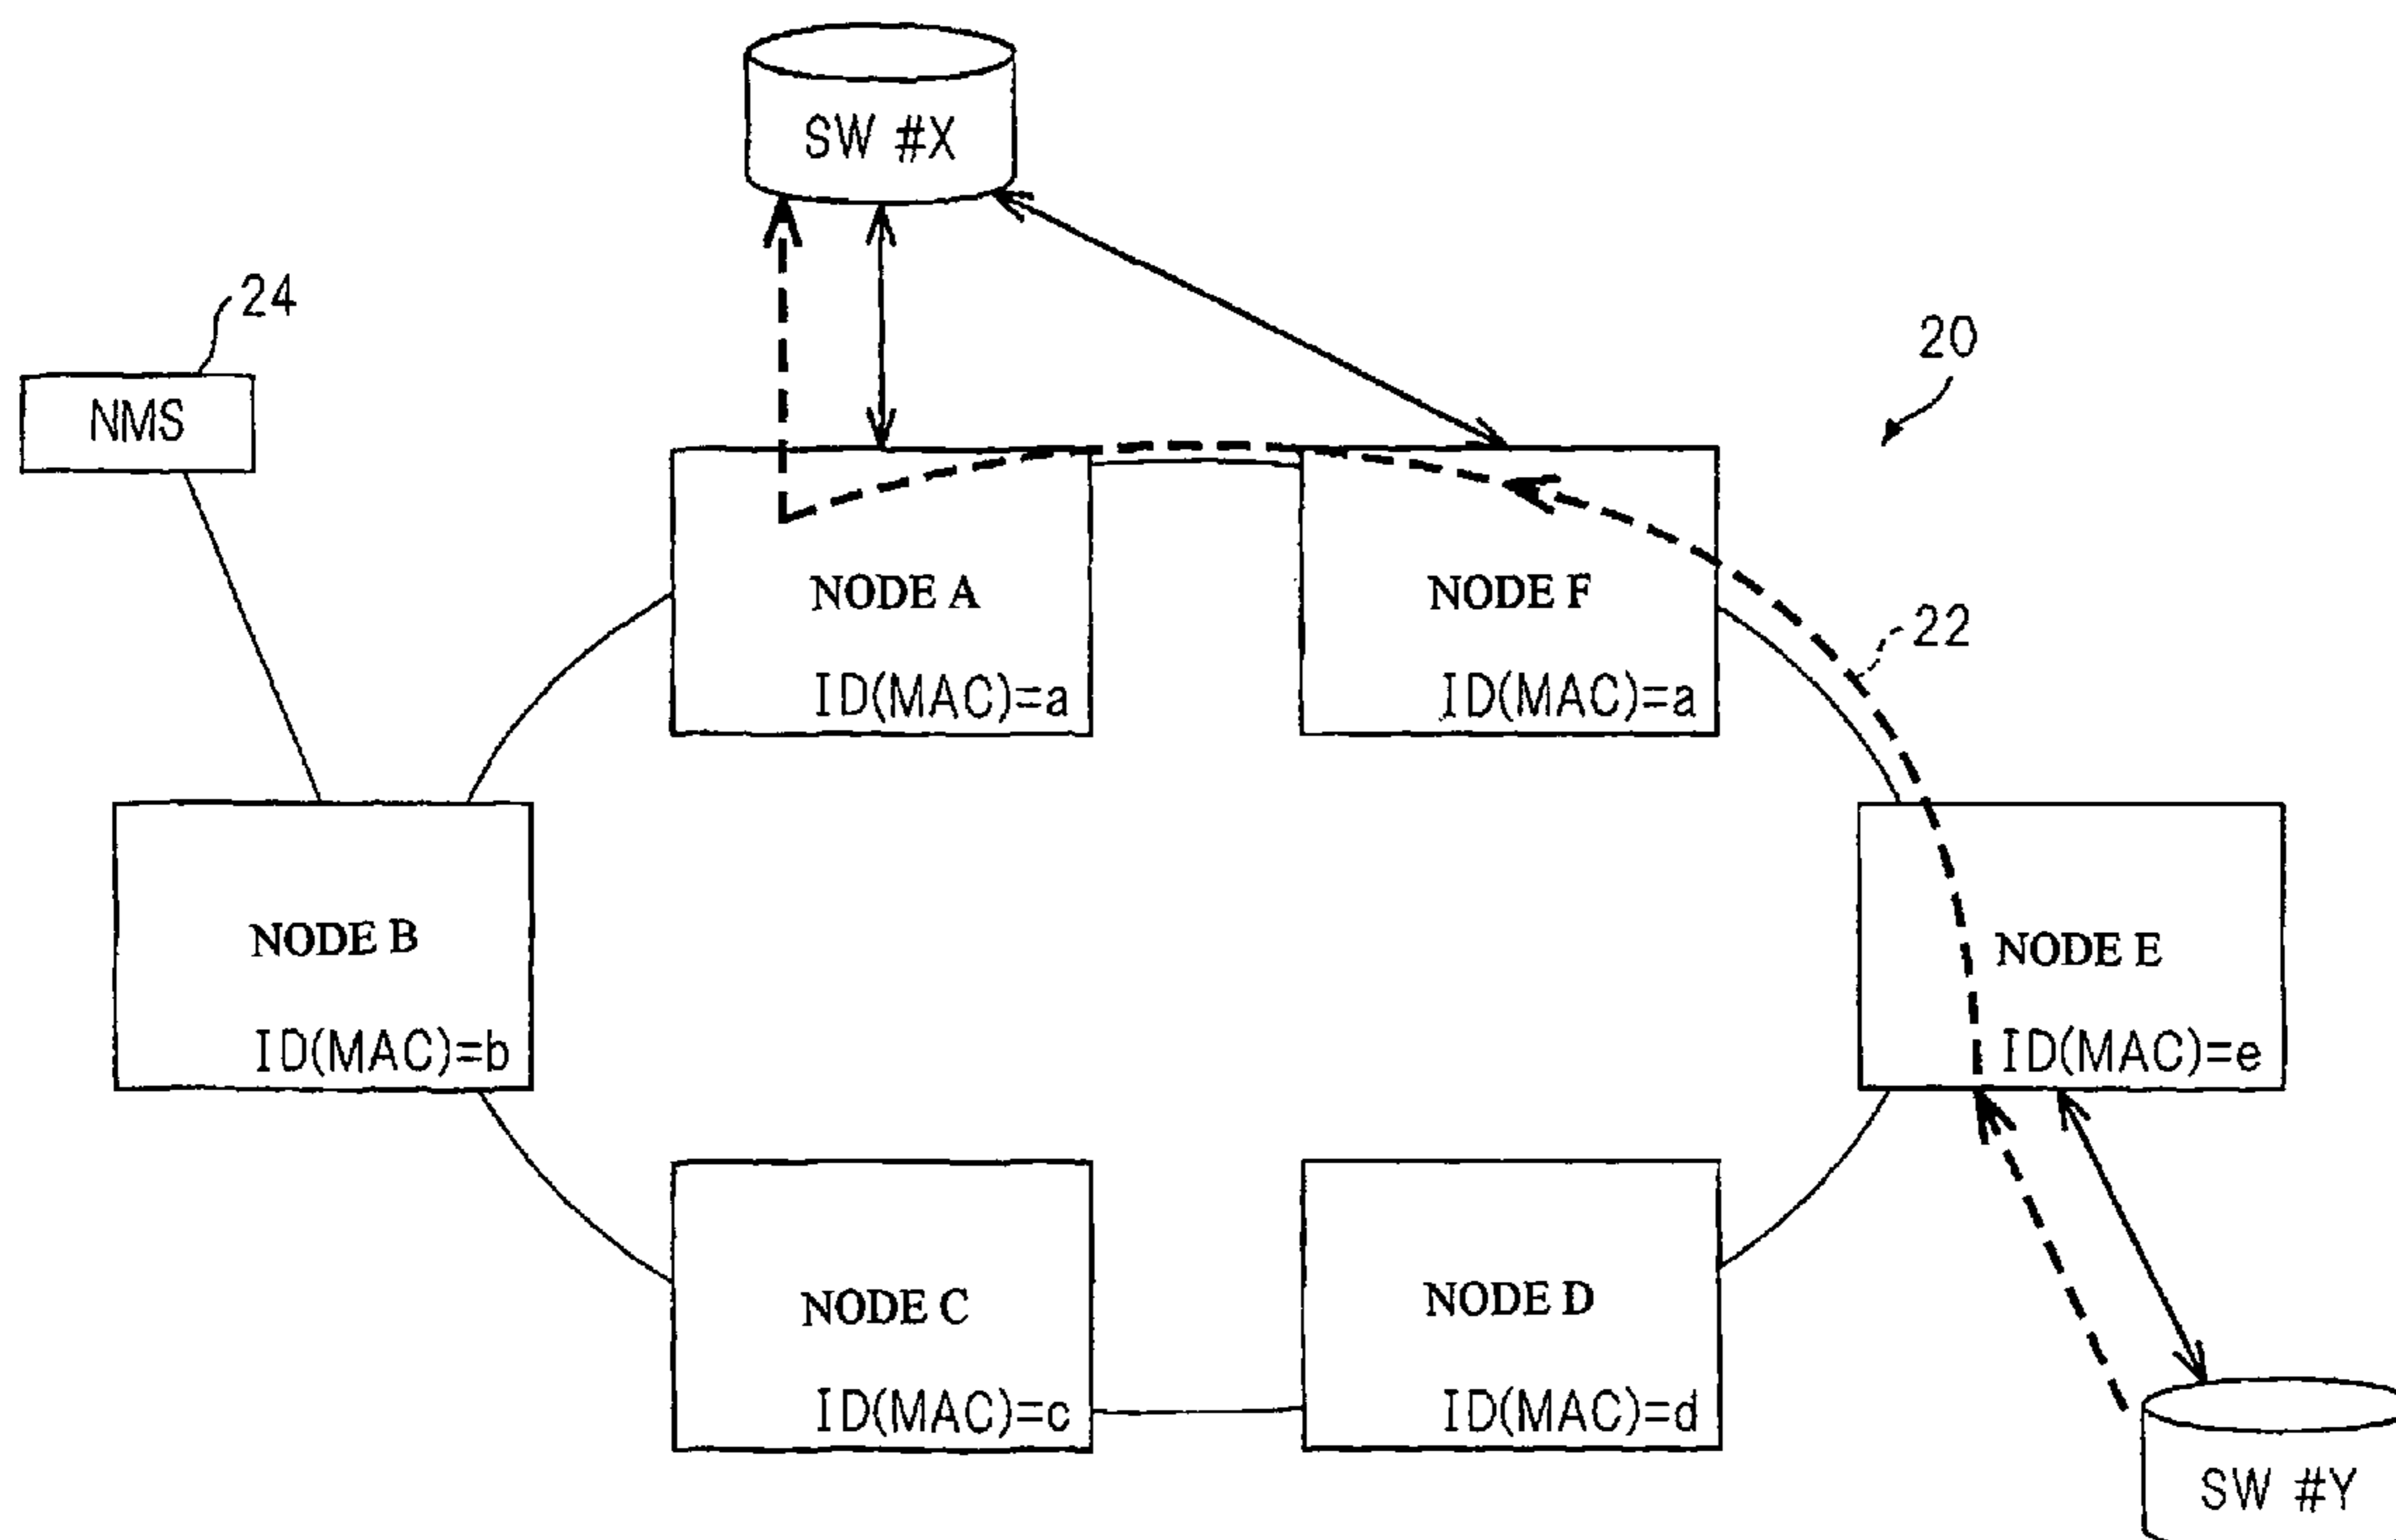 SW #X
24
NMS
20
NODE A
ID(MAC)=a
NODE F
ID(MAC)=a
22
NODE B
ID(MAC)=b
NODE E
ID(MAC)=e
NODE C
ID(MAC)=c
NODE D
ID(MAC)=d
SW #Y